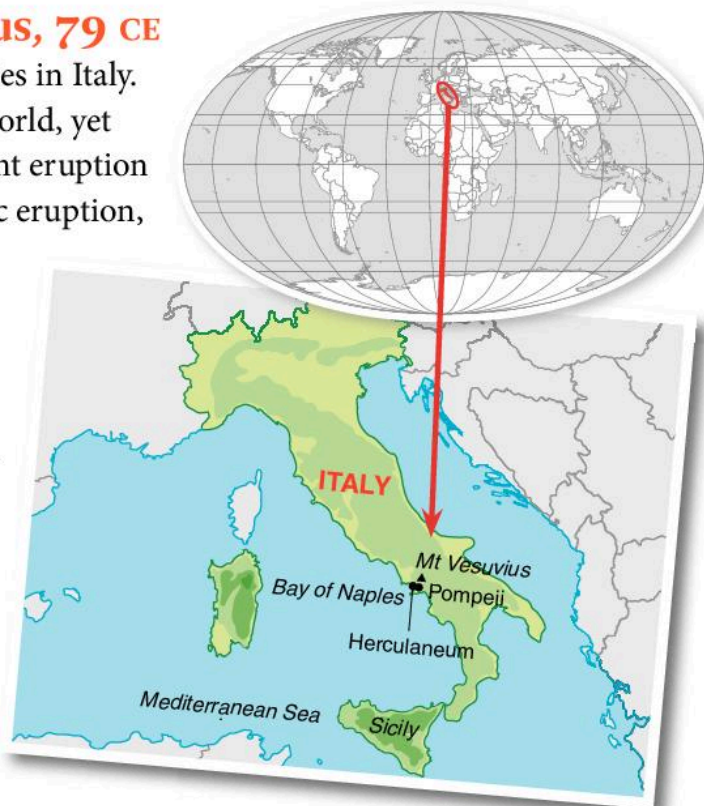 us, 79 CE
es in Italy.
orld, yet
nt eruption
c eruption,
ITALY
Mt Vesuvius
Bay of Naples
Pompeji
Herculaneum
Mediterranean Sea
Sicily